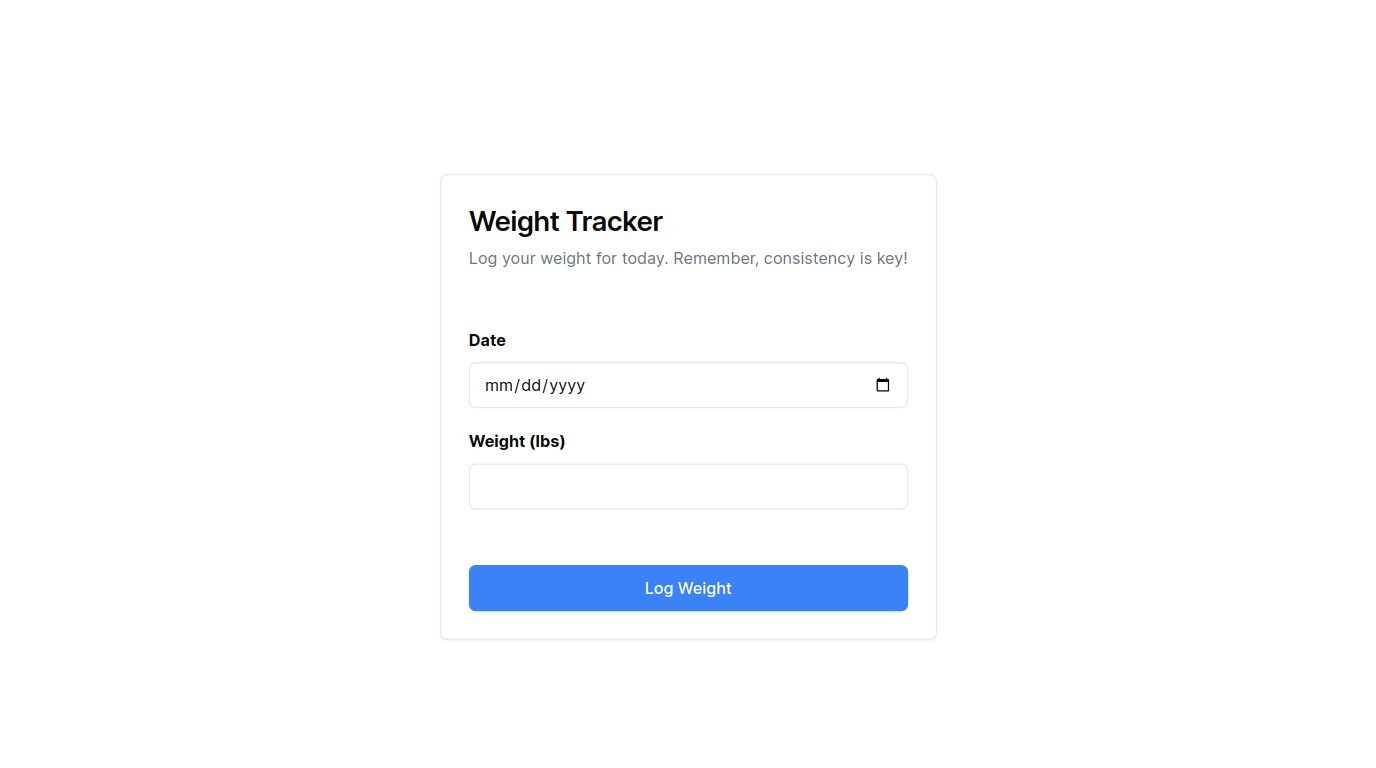 Weight Tracker
Log your weight for today. Remember, consistency is key!
Date
mm/dd/yyyy
Weight (lbs)
Log Weight